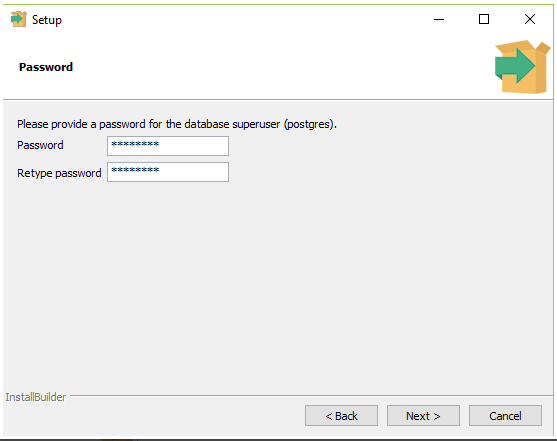 Setup
Password
Please provide a password for the database superuser (postgres).
Password ********
Retype password ********
InstallBuilder
< Back Next > Cancel